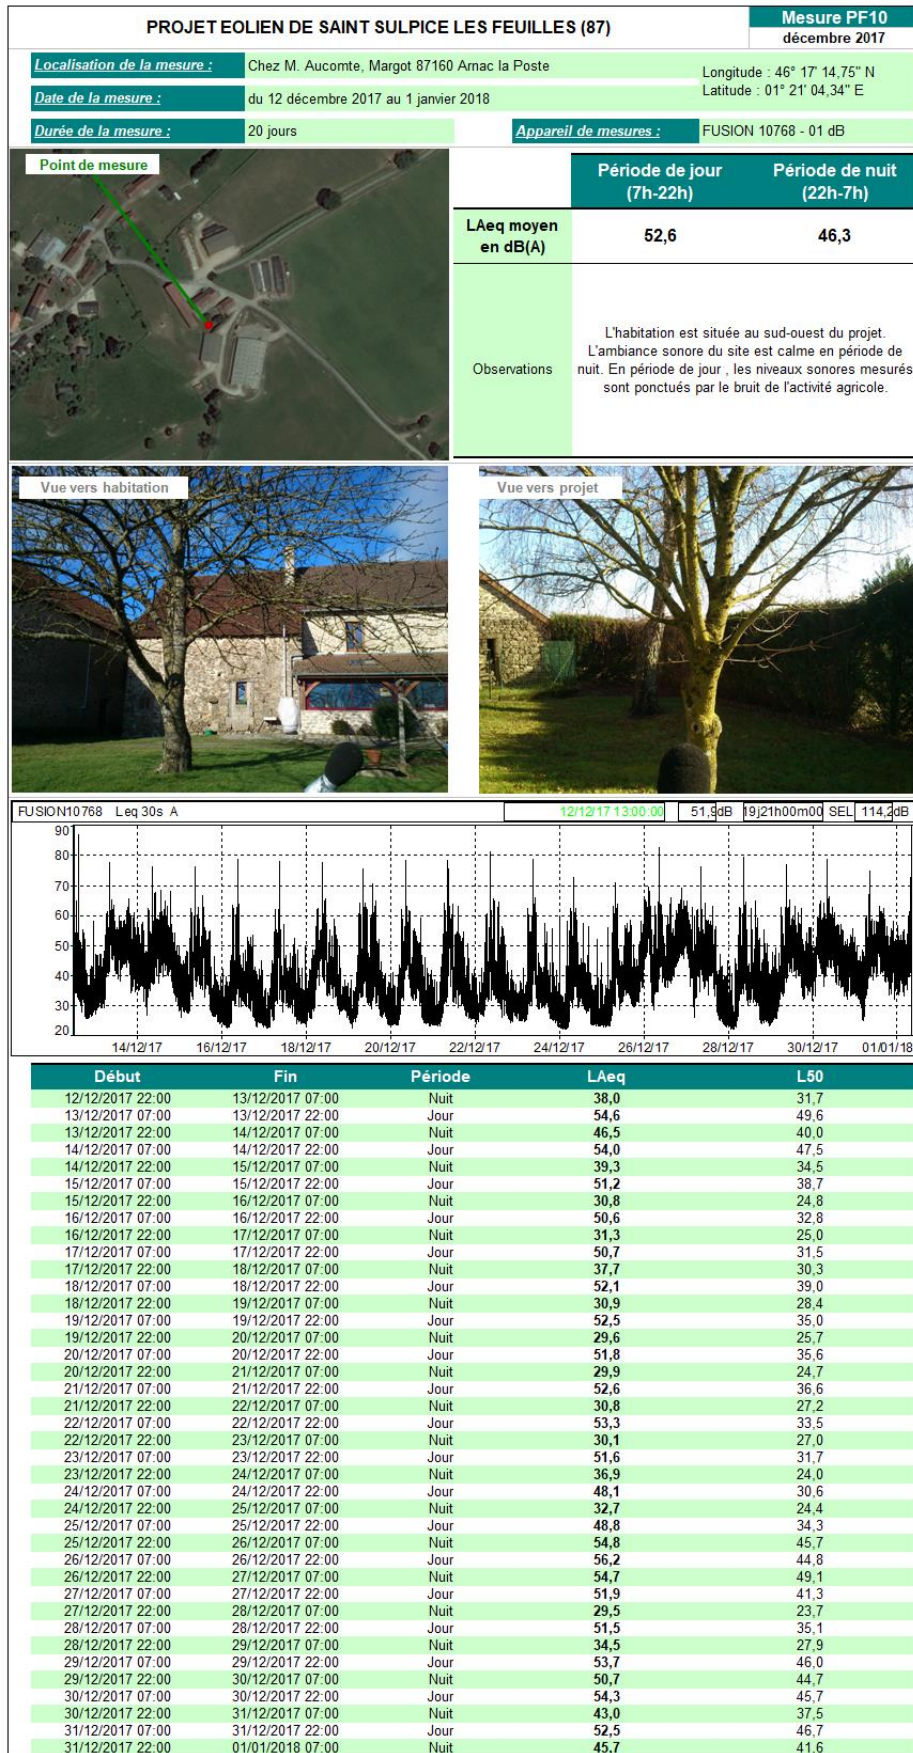 PROJET EOLIEN DE SAINT SULPICE LES FEUILLES (87)
Mesure PF10
décembre 2017
Localisation de la mesure :
Chez M. Aucomte, Margot 87160 Arnac la Poste
Longitude : 46° 17' 14,75" N
Latitude : 01° 21' 04,34" E
Date de la mesure :
du 12 décembre 2017 au 1 janvier 2018
Durée de la mesure :
20 jours
Appareil de mesures :
FUSION 10768 - 01 dB
Point de mesure
Période de jour
(7h-22h)
Période de nuit
(22h-7h)
LAeq moyen
en dB(A)
52,6
46,3
Observations
L'habitation est située au sud-ouest du projet.
L'ambiance sonore du site est calme en période de
nuit. En période de jour , les niveaux sonores mesurés
sont ponctués par le bruit de l'activité agricole.
Vue vers habitation
Vue vers projet
FUSION10768 Leq 30s A 12/12/17 13:00:00 51,9dB 19j21h00m00 SEL 114,2dB
90
80
70
60
50
40
30
20
14/12/17 16/12/17 18/12/17 20/12/17 22/12/17 24/12/17 26/12/17 28/12/17 30/12/17 01/01/18
Début Fin Période LAeq L50
12/12/2017 22:00 13/12/2017 07:00 Nuit 38,0 31,7
13/12/2017 07:00 13/12/2017 22:00 Jour 54,6 49,6
13/12/2017 22:00 14/12/2017 07:00 Nuit 46,5 40,0
14/12/2017 07:00 14/12/2017 22:00 Jour 54,0 47,5
14/12/2017 22:00 15/12/2017 07:00 Nuit 39,3 34,5
15/12/2017 07:00 15/12/2017 22:00 Jour 51,2 38,7
15/12/2017 22:00 16/12/2017 07:00 Nuit 30,8 24,8
16/12/2017 07:00 16/12/2017 22:00 Jour 50,6 32,8
16/12/2017 22:00 17/12/2017 07:00 Nuit 31,3 25,0
17/12/2017 07:00 17/12/2017 22:00 Jour 50,7 31,5
17/12/2017 22:00 18/12/2017 07:00 Nuit 37,7 30,3
18/12/2017 07:00 18/12/2017 22:00 Jour 52,1 39,0
18/12/2017 22:00 19/12/2017 07:00 Nuit 30,9 28,4
19/12/2017 07:00 19/12/2017 22:00 Jour 52,5 35,0
19/12/2017 22:00 20/12/2017 07:00 Nuit 29,6 25,7
20/12/2017 07:00 20/12/2017 22:00 Jour 51,8 35,6
20/12/2017 22:00 21/12/2017 07:00 Nuit 29,9 24,7
21/12/2017 07:00 21/12/2017 22:00 Jour 52,6 36,6
21/12/2017 22:00 22/12/2017 07:00 Nuit 30,8 27,2
22/12/2017 07:00 22/12/2017 22:00 Jour 53,3 33,5
22/12/2017 22:00 23/12/2017 07:00 Nuit 30,1 27,0
23/12/2017 07:00 23/12/2017 22:00 Jour 51,6 31,7
23/12/2017 22:00 24/12/2017 07:00 Nuit 36,9 24,0
24/12/2017 07:00 24/12/2017 22:00 Jour 48,1 30,6
24/12/2017 22:00 25/12/2017 07:00 Nuit 32,7 24,4
25/12/2017 07:00 25/12/2017 22:00 Jour 48,8 34,3
25/12/2017 22:00 26/12/2017 07:00 Nuit 54,8 45,7
26/12/2017 07:00 26/12/2017 22:00 Jour 56,2 44,8
26/12/2017 22:00 27/12/2017 07:00 Nuit 54,7 49,1
27/12/2017 07:00 27/12/2017 22:00 Jour 51,9 41,3
27/12/2017 22:00 28/12/2017 07:00 Nuit 29,5 23,7
28/12/2017 07:00 28/12/2017 22:00 Jour 51,5 35,1
28/12/2017 22:00 29/12/2017 07:00 Nuit 34,5 27,9
29/12/2017 07:00 29/12/2017 22:00 Jour 53,7 46,0
29/12/2017 22:00 30/12/2017 07:00 Nuit 50,7 44,7
30/12/2017 07:00 30/12/2017 22:00 Jour 54,3 45,7
30/12/2017 22:00 31/12/2017 07:00 Nuit 43,0 37,5
31/12/2017 07:00 31/12/2017 22:00 Jour 52,5 46,7
31/12/2017 22:00 01/01/2018 07:00 Nuit 45,7 41,6